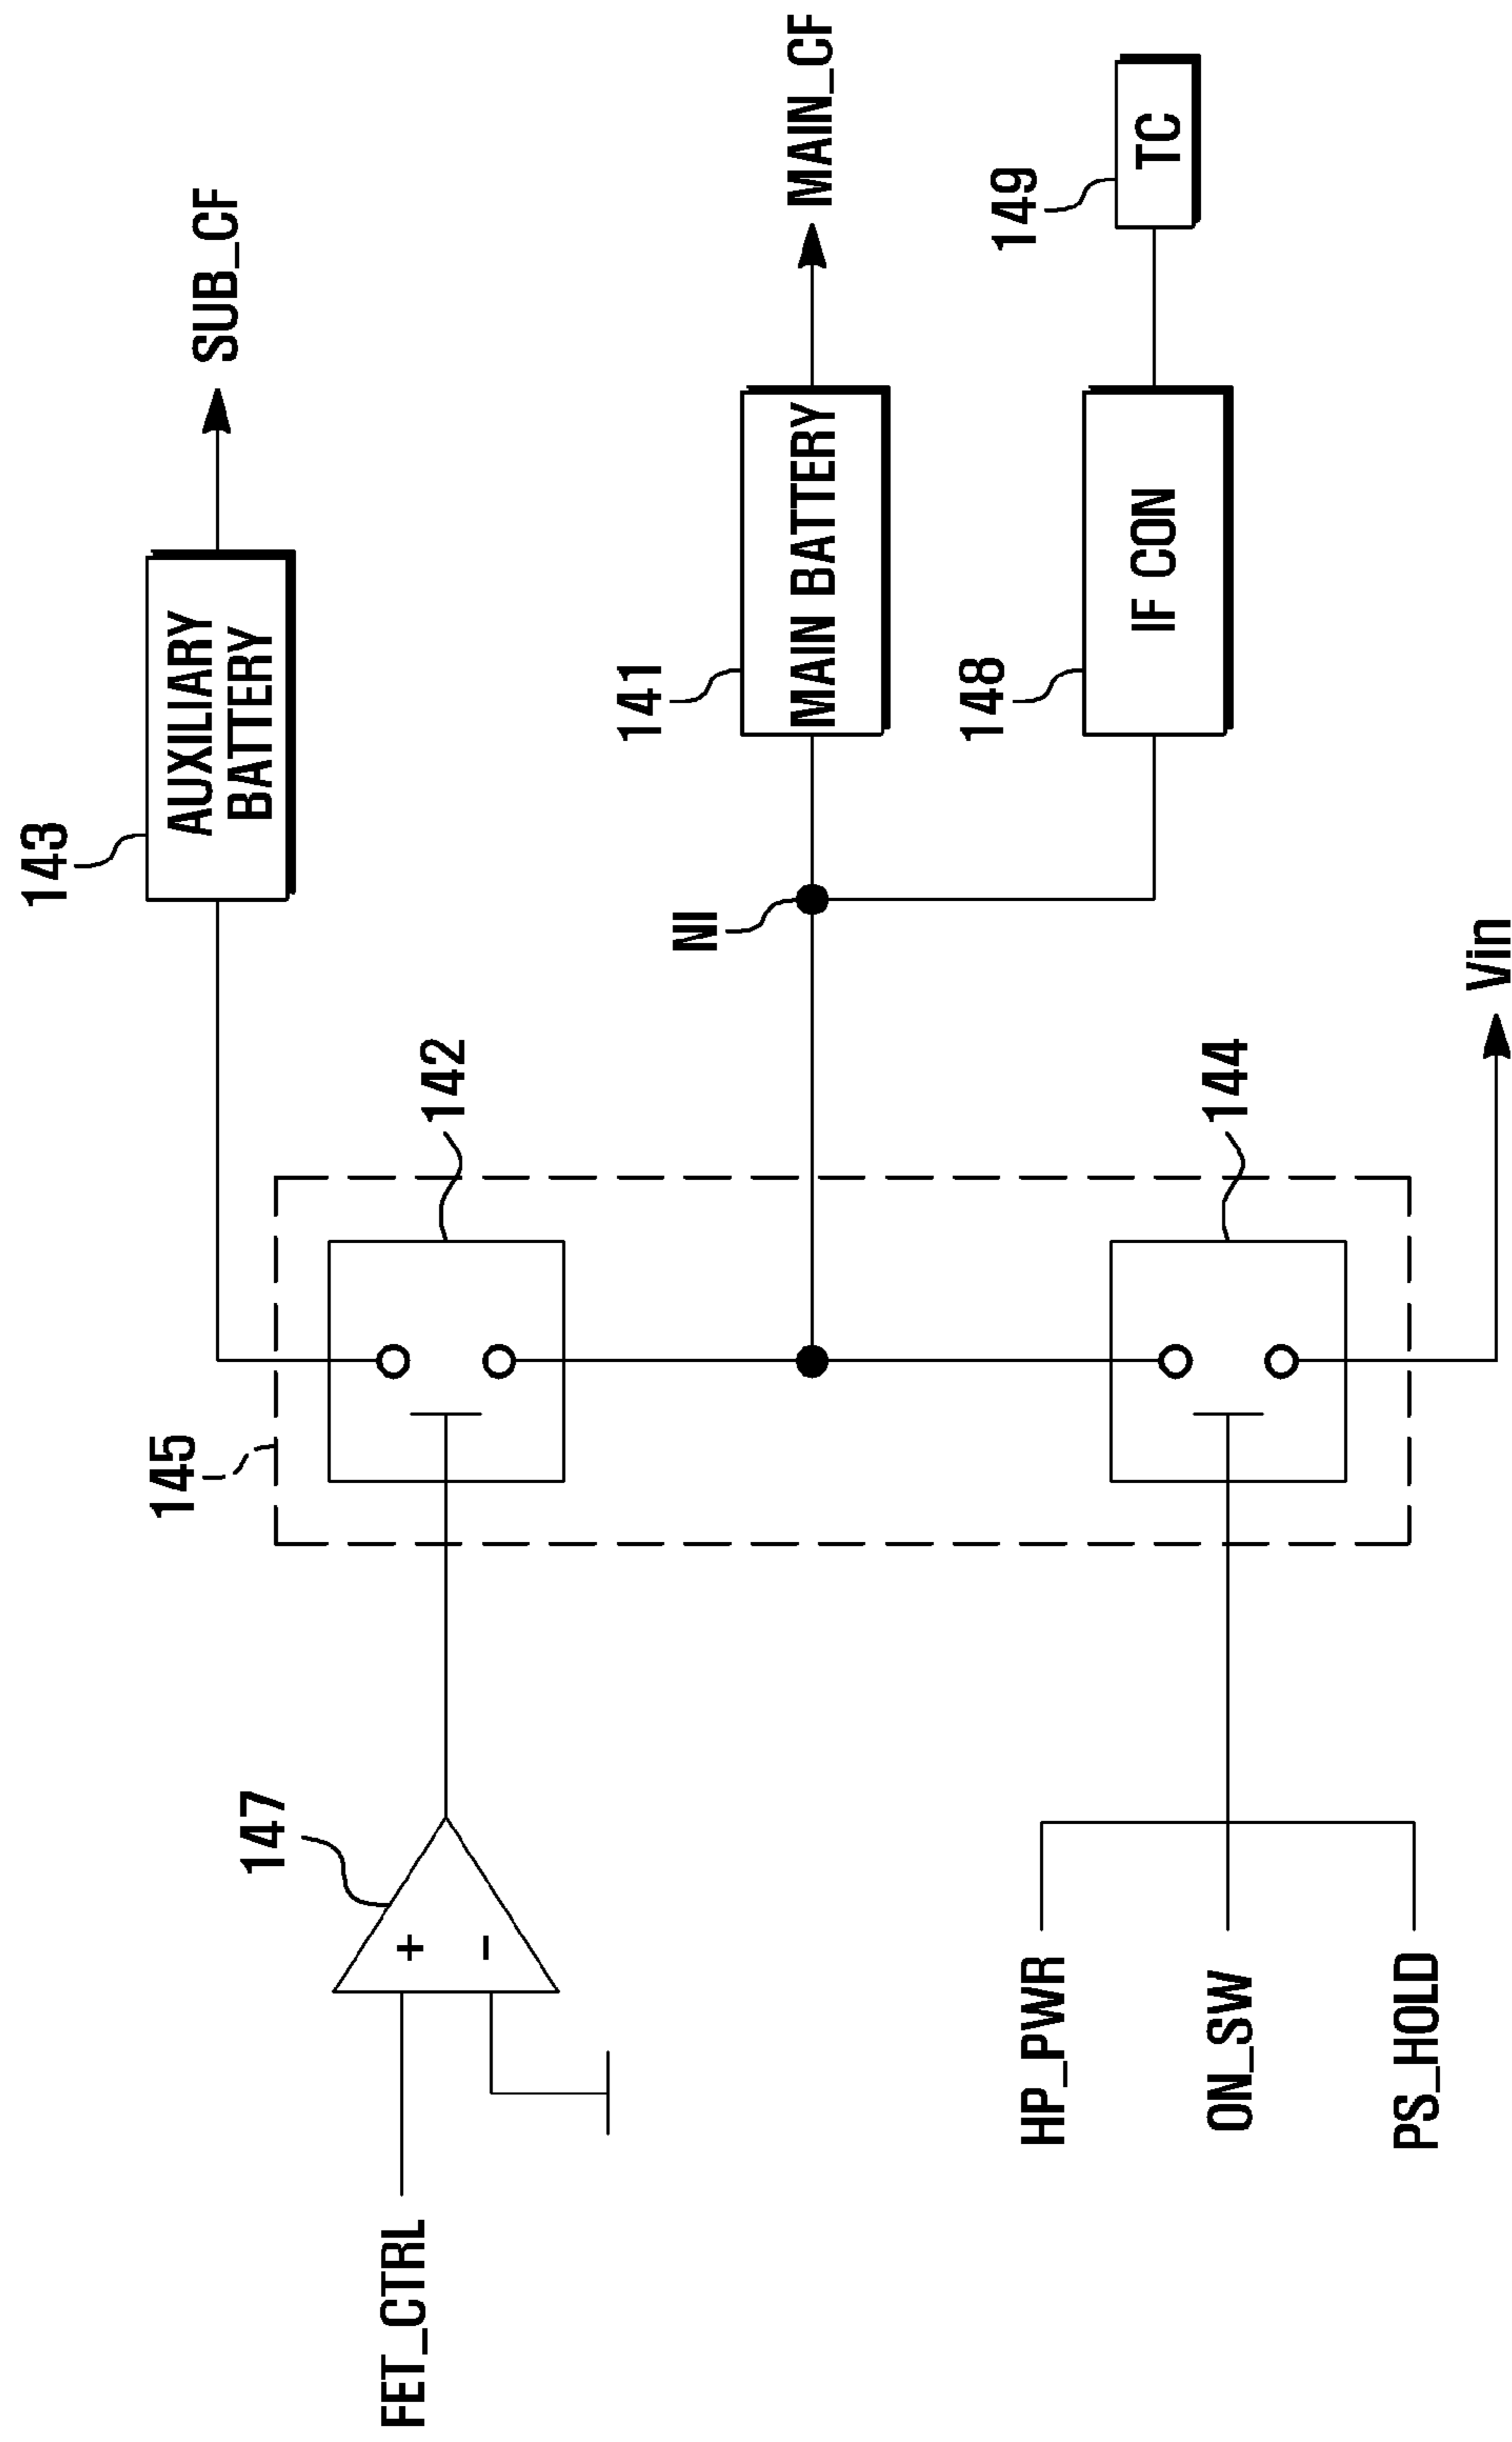 143
AUXILIARY
BATTERY
SUB_CF
145
142
147
+
-
FET_CTRL
141
MAIN BATTERY
MAIN_CF
NI
148
IF CON
149
TC
144
HP_PWR
ON_SW
PS_HOLD
Vin